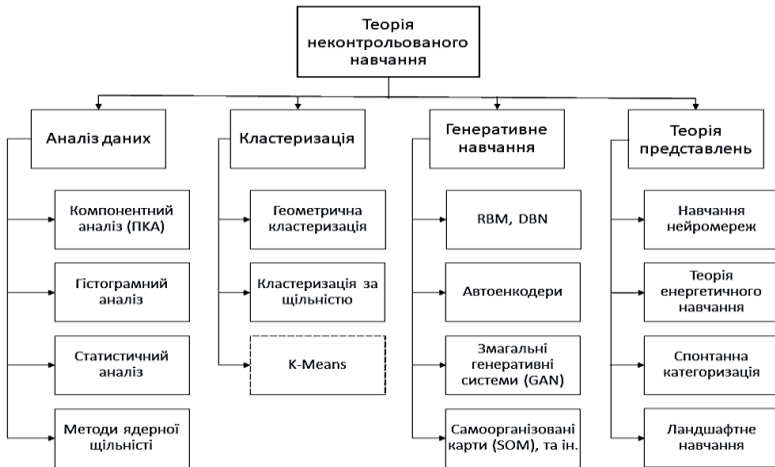 Теорія
неконтрольованого
навчання
Аналіз даних
Компонентний
аналіз (ПКА)
Гістограмний
аналіз
Статистичний
аналіз
Методи ядерної
щільністі
Кластеризація
Геометрична
кластеризація
Кластеризація за
щільністю
K-Means
Генеративне
навчання
RBM, DBN
Автоенкодери
Змагальні
генеративні
системи (GAN)
Самоорганізовані
карти (SOM), та ін.
Теорія
представлень
Навчання
нейромереж
Теорія
енергетичного
навчання
Спонтанна
категоризація
Ландшафтне
навчання